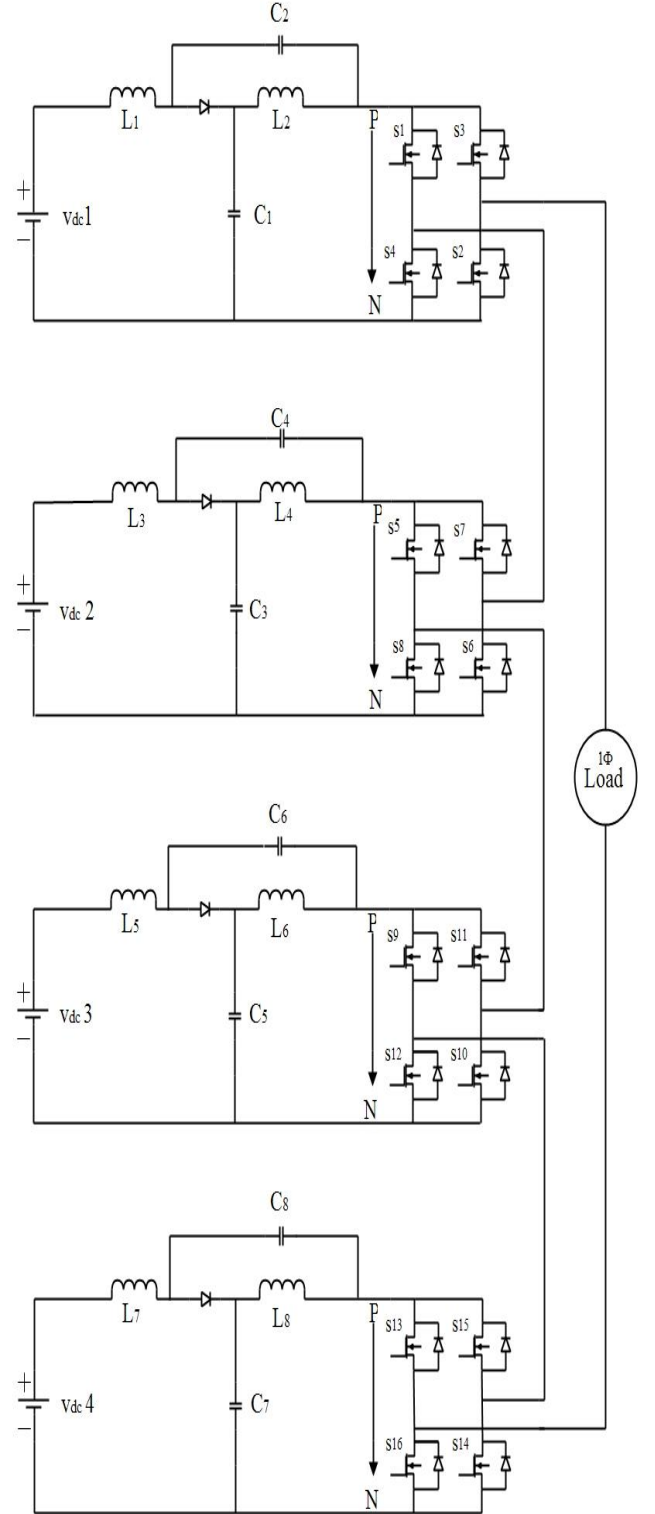 C2
L1
L2
P
S1
S3
+
Vdc1
−
C1
S4
S2
N
C4
L3
L4
P
S5
S7
+
Vdc 2
−
C3
S8
S6
N
1Φ
Load
C6
L5
L6
P
S9
S11
+
Vdc 3
−
C5
S12
S10
N
C8
L7
L8
P
S13
S15
+
Vdc 4
−
C7
S16
S14
N